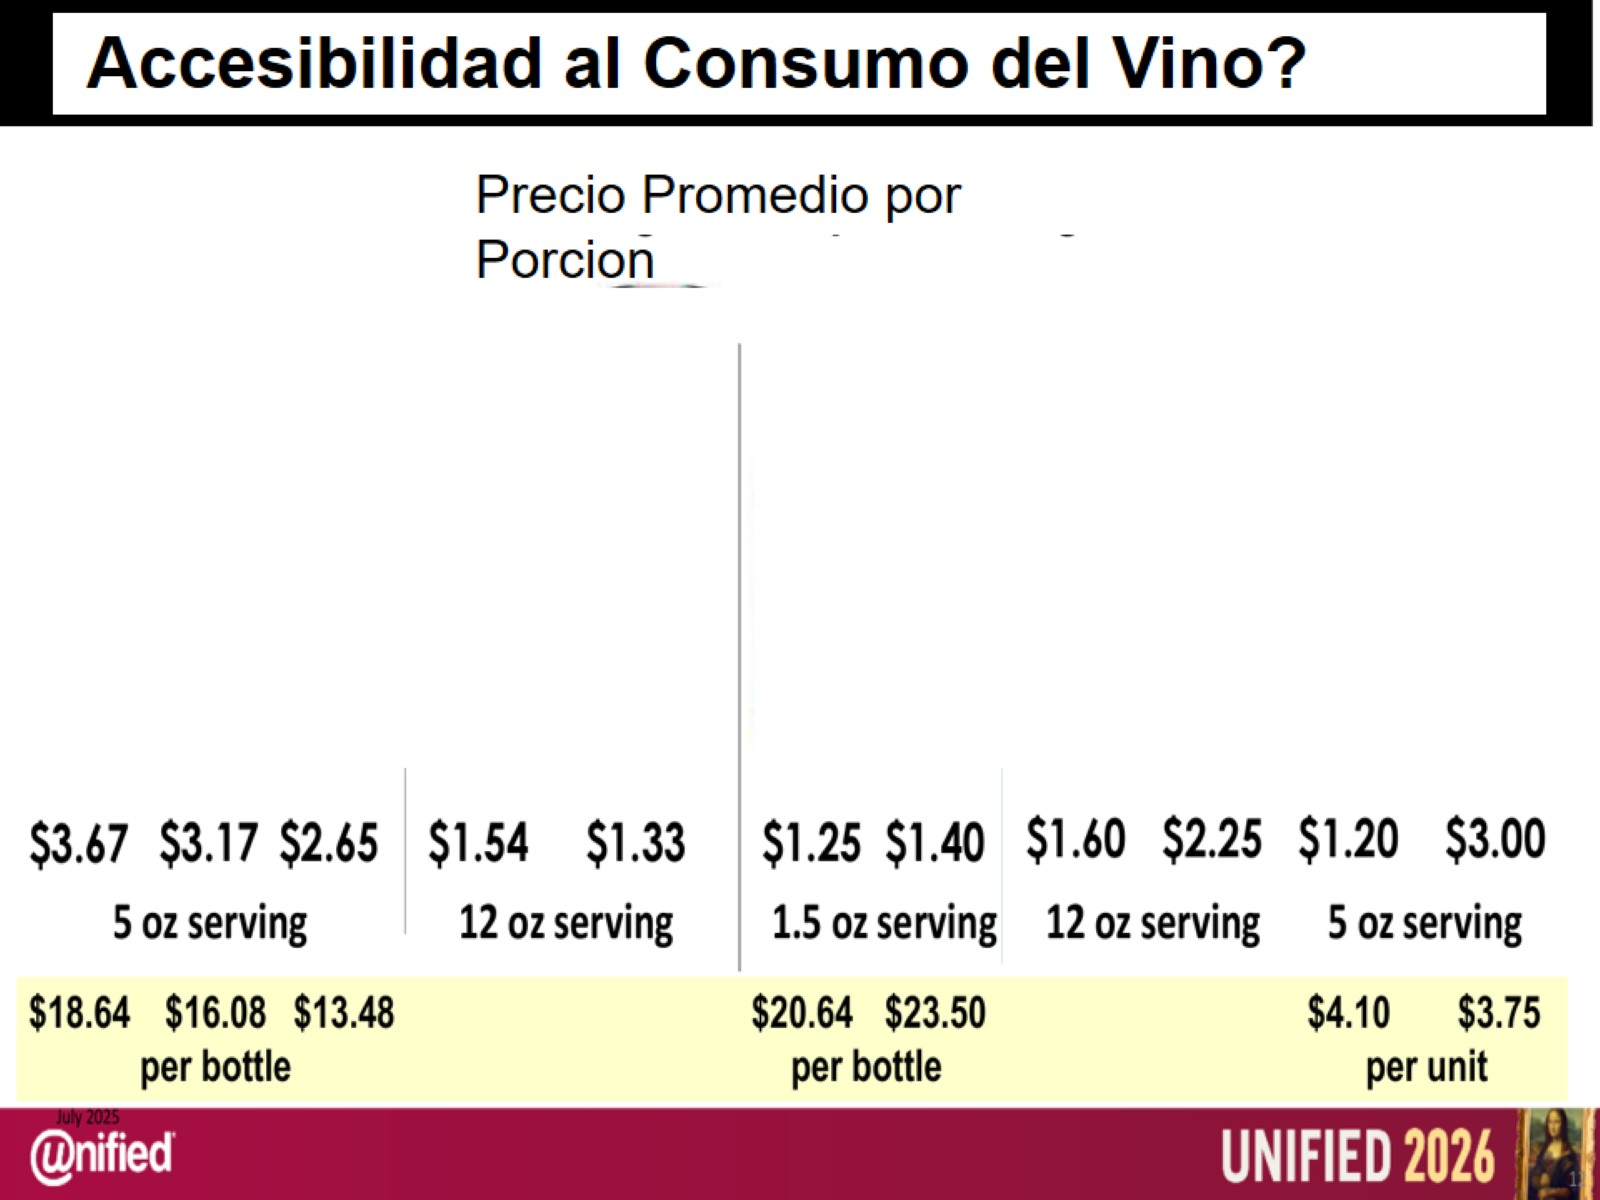 Accesibilidad al Consumo del Vino?
Precio Promedio por
Porcion
$3.67 $3.17 $2.65 $1.54 $1.33 $1.25 $1.40 $1.60 $2.25 $1.20 $3.00
5 oz serving 12 oz serving 1.5 oz serving 12 oz serving 5 oz serving
$18.64 $16.08 $13.48 $20.64 $23.50 $4.10 $3.75
per bottle per bottle per unit
July 2025
unified UNIFIED 2026